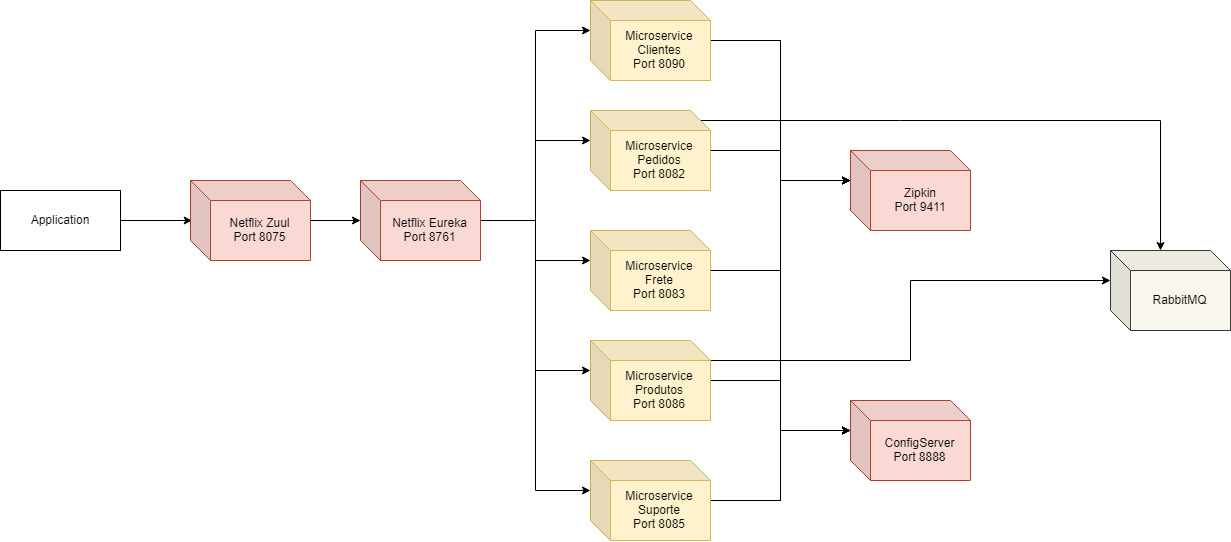 Application
Netflix Zuul
Port 8075
Netflix Eureka
Port 8761
Microservice
Clientes
Port 8090
Microservice
Pedidos
Port 8082
Microservice
Frete
Port 8083
Microservice
Produtos
Port 8086
Microservice
Suporte
Port 8085
Zipkin
Port 9411
ConfigServer
Port 8888
RabbitMQ